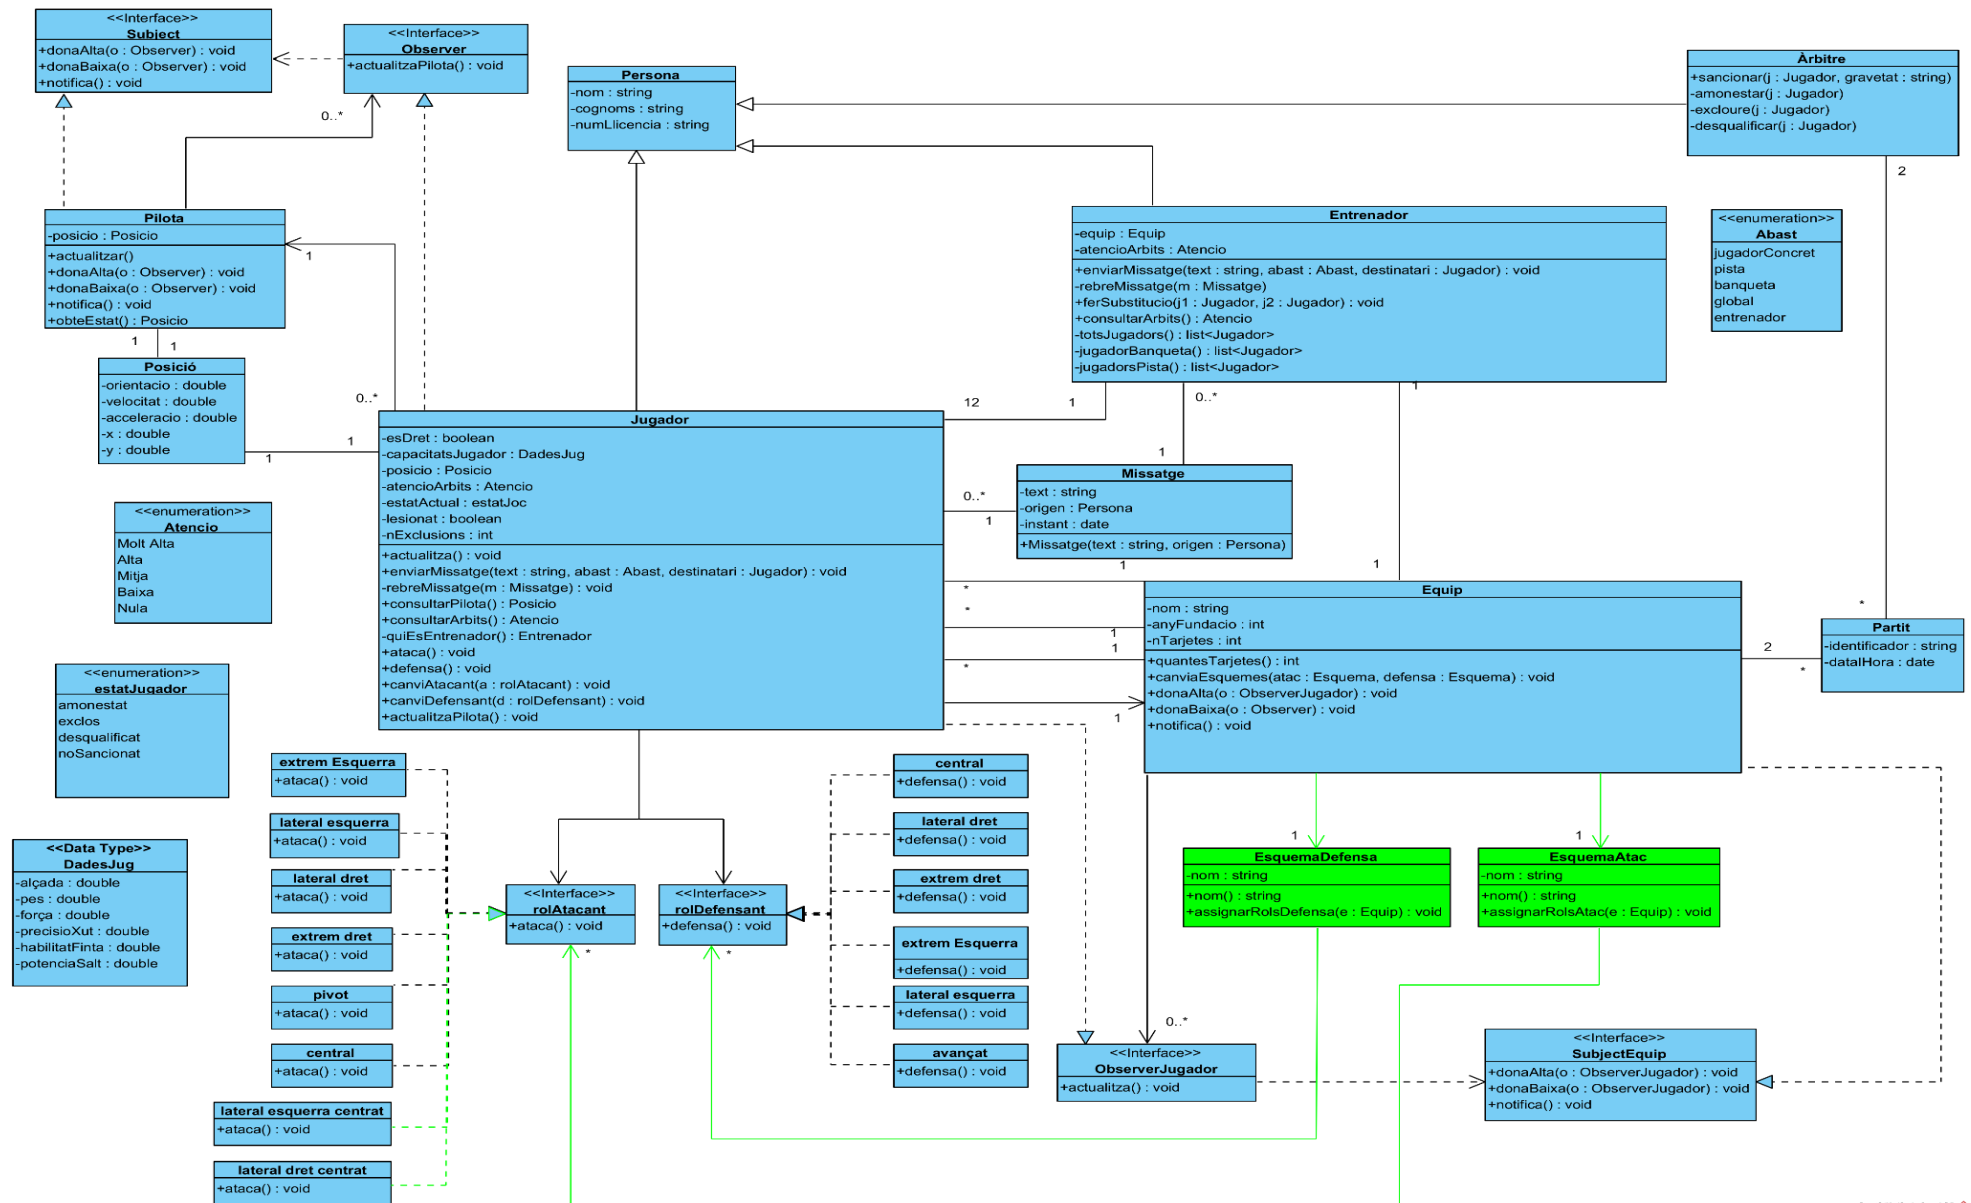 <<Interface>>
Subject
+donaAlta(o : Observer) : void
+donaBaixa(o : Observer) : void
+notifica() : void
<<Interface>>
Observer
+actualitzaPilota() : void
0..*
Persona
-nom : string
-cognoms : string
-numLlicencia : string
Àrbitre
+sancionar(j : Jugador, gravetat : string)
-amonestar(j : Jugador)
-excloure(j : Jugador)
-desqualificar(j : Jugador)
2
Pilota
-posicio : Posicio
+actualitzar()
+donaAlta(o : Observer) : void
+donaBaixa(o : Observer) : void
+notifica() : void
+obteEstat() : Posicio
1
1
1
Posició
-orientacio : double
-velocitat : double
-acceleracio : double
-x : double
-y : double
1
1
0..*
Entrenador
-equip : Equip
-atencioArbits : Atencio
+enviarMissatge(text : string, abast : Abast, destinatari : Jugador) : void
-rebreMissatge(m : Missatge)
+ferSubstitucio(j1 : Jugador, j2 : Jugador) : void
+consultarArbits() : Atencio
-totsJugadors() : list<Jugador>
-jugadorBanqueta() : list<Jugador>
-jugadorsPista() : list<Jugador>
<<enumeration>>
Abast
jugadorConcret
pista
banqueta
global
entrenador
12
1
0..*
1
1
Jugador
-esDret : boolean
-capacitatsJugador : DadesJug
-posicio : Posicio
-atencioArbits : Atencio
-estatActual : estatJoc
-lesionat : boolean
-nExclusions : int
+actualitza() : void
+enviarMissatge(text : string, abast : Abast, destinatari : Jugador) : void
-rebreMissatge(m : Missatge) : void
+consultarPilota() : Posicio
+consultarArbits() : Atencio
-quiEsEntrenador() : Entrenador
+ataca() : void
+defensa() : void
+canviAtacant(a : rolAtacant) : void
+canviDefensant(d : rolDefensant) : void
+actualitzaPilota() : void
Missatge
-text : string
-origen : Persona
-instant : date
+Missatge(text : string, origen : Persona)
0..*
1
<<enumeration>>
Atencio
Molt Alta
Alta
Mitja
Baixa
Nula
1
*
*
1
1
*
1
1
Equip
-nom : string
-anyFundacio : int
-nTarjetes : int
+quantesTarjetes() : int
+canviaEsquemes(atac : Esquema, defensa : Esquema) : void
+donaAlta(o : ObserverJugador) : void
+donaBaixa(o : Observer) : void
+notifica() : void
2
*
*
Partit
-identificador : string
-dataIHora : date
<<enumeration>>
estatJugador
amonestat
exclos
desqualificat
noSancionat
<<Data Type>>
DadesJug
-alçada : double
-pes : double
-força : double
-precisioXut : double
-habilitatFinta : double
-potenciaSalt : double
extrem Esquerra
+ataca() : void
lateral esquerra
+ataca() : void
lateral dret
+ataca() : void
extrem dret
+ataca() : void
pivot
+ataca() : void
central
+ataca() : void
lateral esquerra centrat
+ataca() : void
lateral dret centrat
+ataca() : void
<<Interface>>
rolAtacant
+ataca() : void
*
<<Interface>>
rolDefensant
+defensa() : void
*
central
+defensa() : void
lateral dret
+defensa() : void
extrem dret
+defensa() : void
extrem Esquerra
+defensa() : void
lateral esquerra
+defensa() : void
avançat
+defensa() : void
1
EsquemaDefensa
-nom : string
+nom() : string
+assignarRolsDefensa(e : Equip) : void
1
EsquemaAtac
-nom : string
+nom() : string
+assignarRolsAtac(e : Equip) : void
0..*
<<Interface>>
ObserverJugador
+actualitza() : void
<<Interface>>
SubjectEquip
+donaAlta(o : ObserverJugador) : void
+donaBaixa(o : ObserverJugador) : void
+notifica() : void